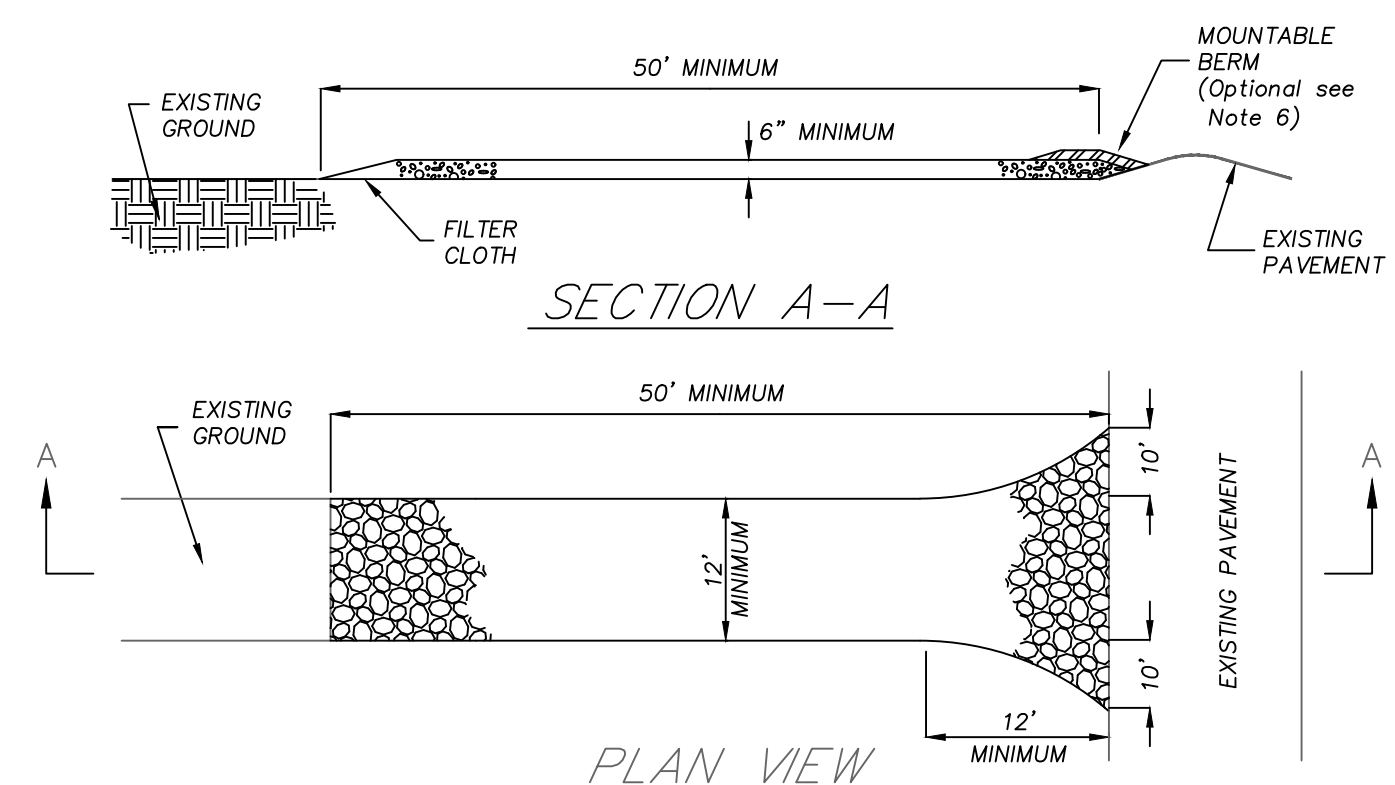 MOUNTABLE
BERM
(Optional see
Note 6)
50' MINIMUM
EXISTING
GROUND
6" MINIMUM
FILTER
CLOTH
EXISTING
PAVEMENT
SECTION A-A
50' MINIMUM
EXISTING
GROUND
A
A
10'
EXISTING PAVEMENT
12'
MINIMUM
10'
12'
MINIMUM
PLAN VIEW